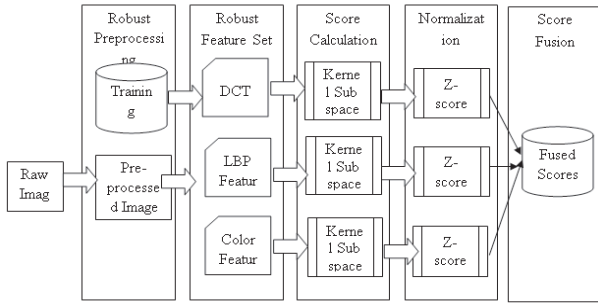 Robust
Preprocessi
ng
Robust
Feature Set
Score
Calculation
Normalizat
ion
Score
Fusion
Trainin
g
DCT
Kerne
l Sub
space
Z-
score
Raw
Imag
Pre-
processe
d Image
LBP
Featur
Kerne
l Sub
space
Z-
score
Fused
Scores
Color
Featur
Kerne
l Sub
space
Z-
score